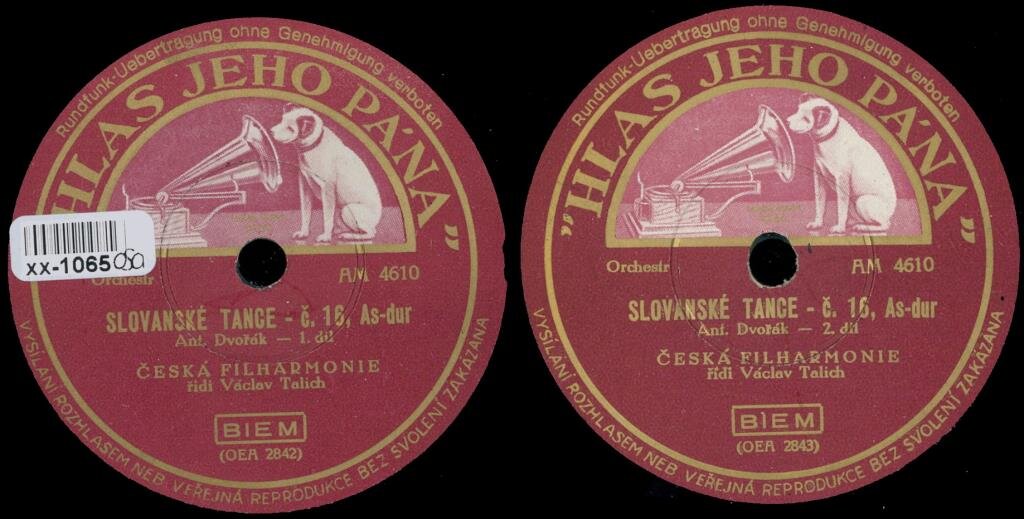 Rundfunk-Uebertragung ohne Genehmigung verboten
HLAS JEHO PÁNA"
xx-1065
Orchestr
AM 4610
SLOVANSKÉ TANCE - č. 16, As-dur
Ant. Dvořák — 1. díl
ČESKÁ FILHARMONIE
řídí Václav Talich
BIEM
(OEA 2842)
VYSÍLÁNÍ ROZHLASEM NEB VEŘEJNÁ REPRODUKCE BEZ SVOLENÍ ZAKÁZÁNA
Rundfunk-Uebertragung ohne Genehmigung verboten
"HLAS JEHO PÁNA"
Orchestr
AM 4610
SLOVANSKÉ TANCE - č. 16, As-dur
Ant. Dvořák — 2. díl
ČESKÁ FILHARMONIE
řídí Václav Talich
BIEM
(OEA 2843)
VYSÍLÁNÍ ROZHLASEM NEB VEŘEJNÁ REPRODUKCE BEZ SVOLENÍ ZAKÁZÁNA